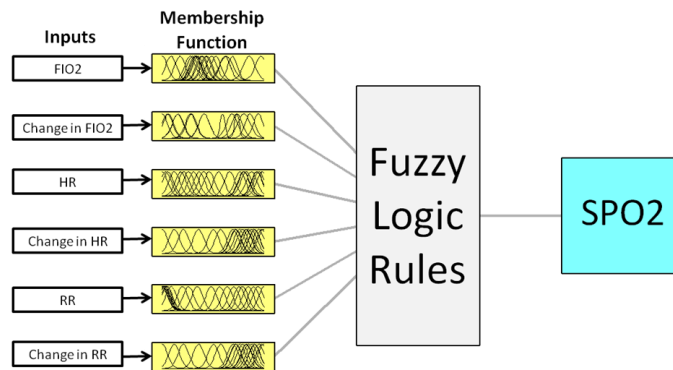 Inputs
Membership
Function
FIO2
Change in FIO2
HR
Change in HR
RR
Change in RR
Fuzzy
Logic
Rules
SPO2